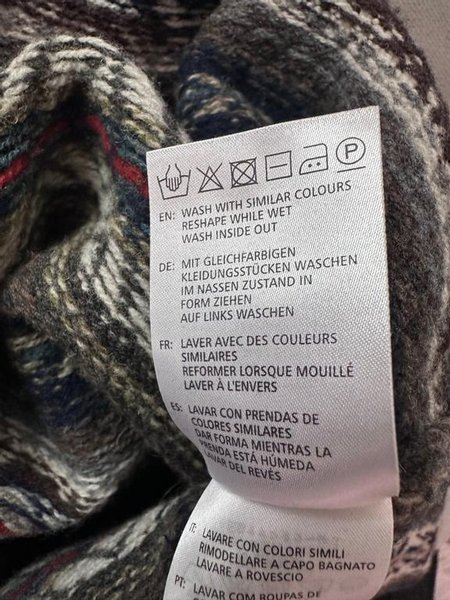 P
EN: WASH WITH SIMILAR COLOURS
RESHAPE WHILE WET
WASH INSIDE OUT
DE: MIT GLEICHFARBIGEN
KLEIDUNGSSTÜCKEN WASCHEN
IM NASSEN ZUSTAND IN
FORM ZIEHEN
AUF LINKS WASCHEN
FR: LAVER AVEC DES COULEURS
SIMILAIRES
REFORMER LORSQUE MOUILLÉ
LAVER À L'ENVERS
ES: LAVAR CON PRENDAS DE
COLORES SIMILARES
DAR FORMA MIENTRAS LA
PRENDA ESTÁ HÚMEDA
LAVAR DEL REVÉS
IT: LAVARE CON COLORI SIMILI
RIMODELLARE A CAPO BAGNATO
LAVARE A ROVESCIO
PT: LAVAR COM ROUPAS DE